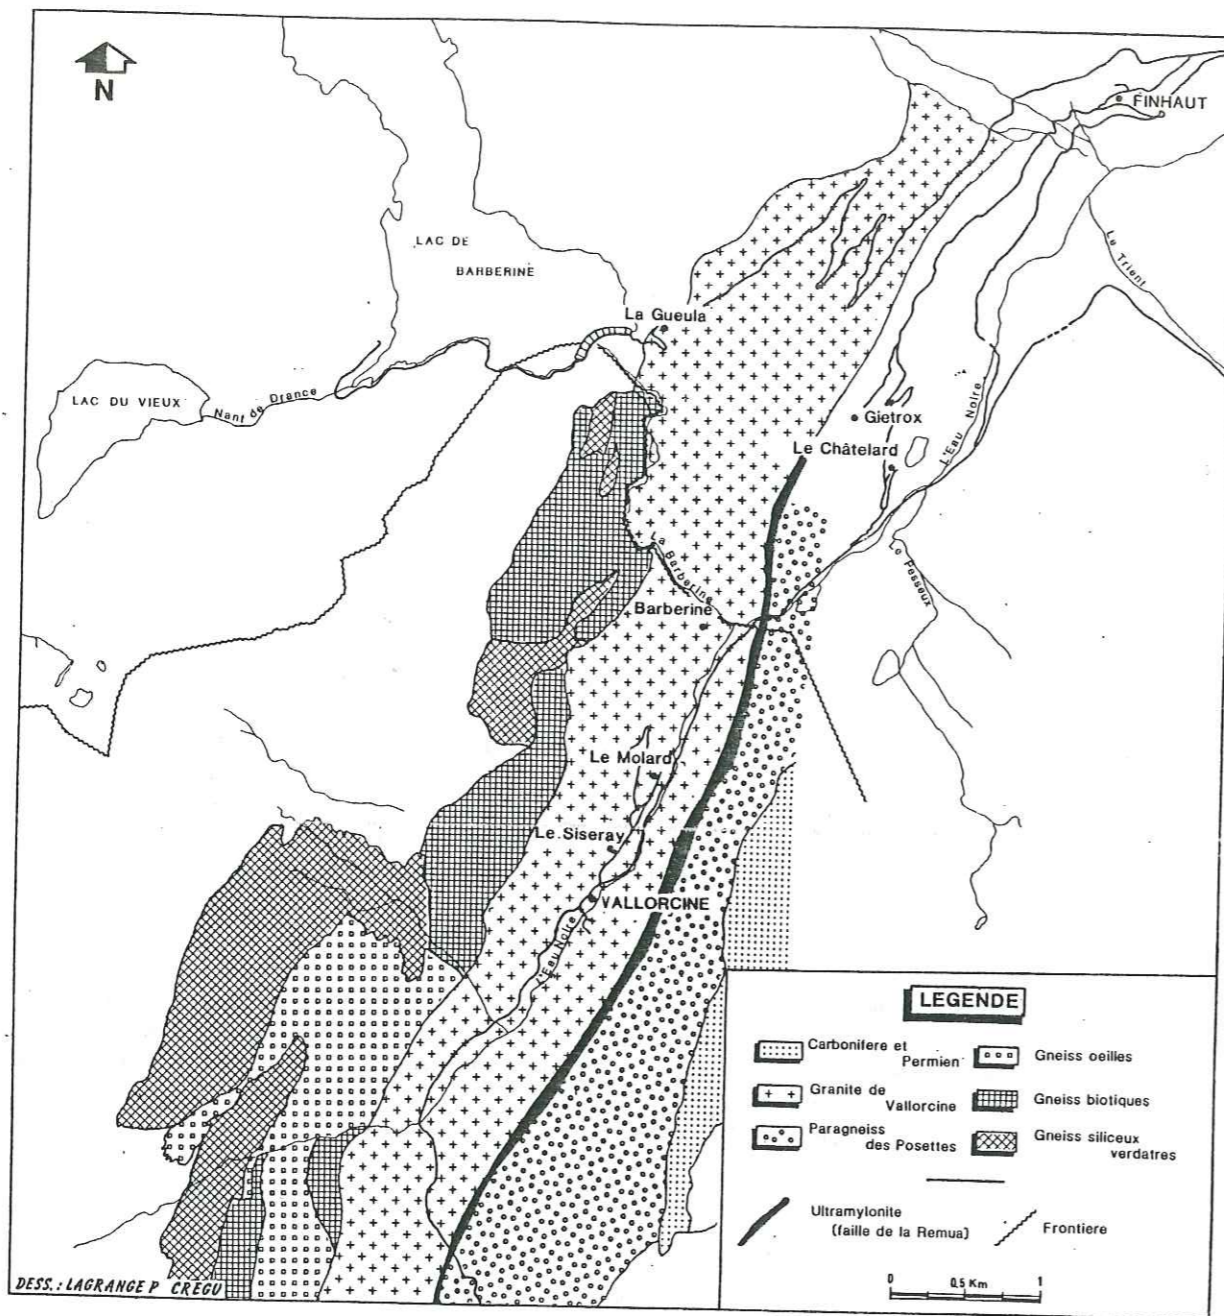 N
FINHAUT
LAC DE
BARBERINE
Le Trient
La Gueula
LAC DU VIEUX
Nant de Drance
Gietrox
L'Eau Noire
Le Châtelard
La Barberine
Le Pesseux
Barberine
Le Molard
Le Siseray
VALLORCINE
L'Eau Noire
LEGENDE
Carbonifere et
Permien
Gneiss oeilles
Granite de
Vallorcine
Gneiss biotiques
Paragneiss
des Posettes
Gneiss siliceux
verdatres
Ultramylonite
(faille de la Remua)
Frontiere
0 0,5 Km 1
DESS.: LAGRANGE P CREGU